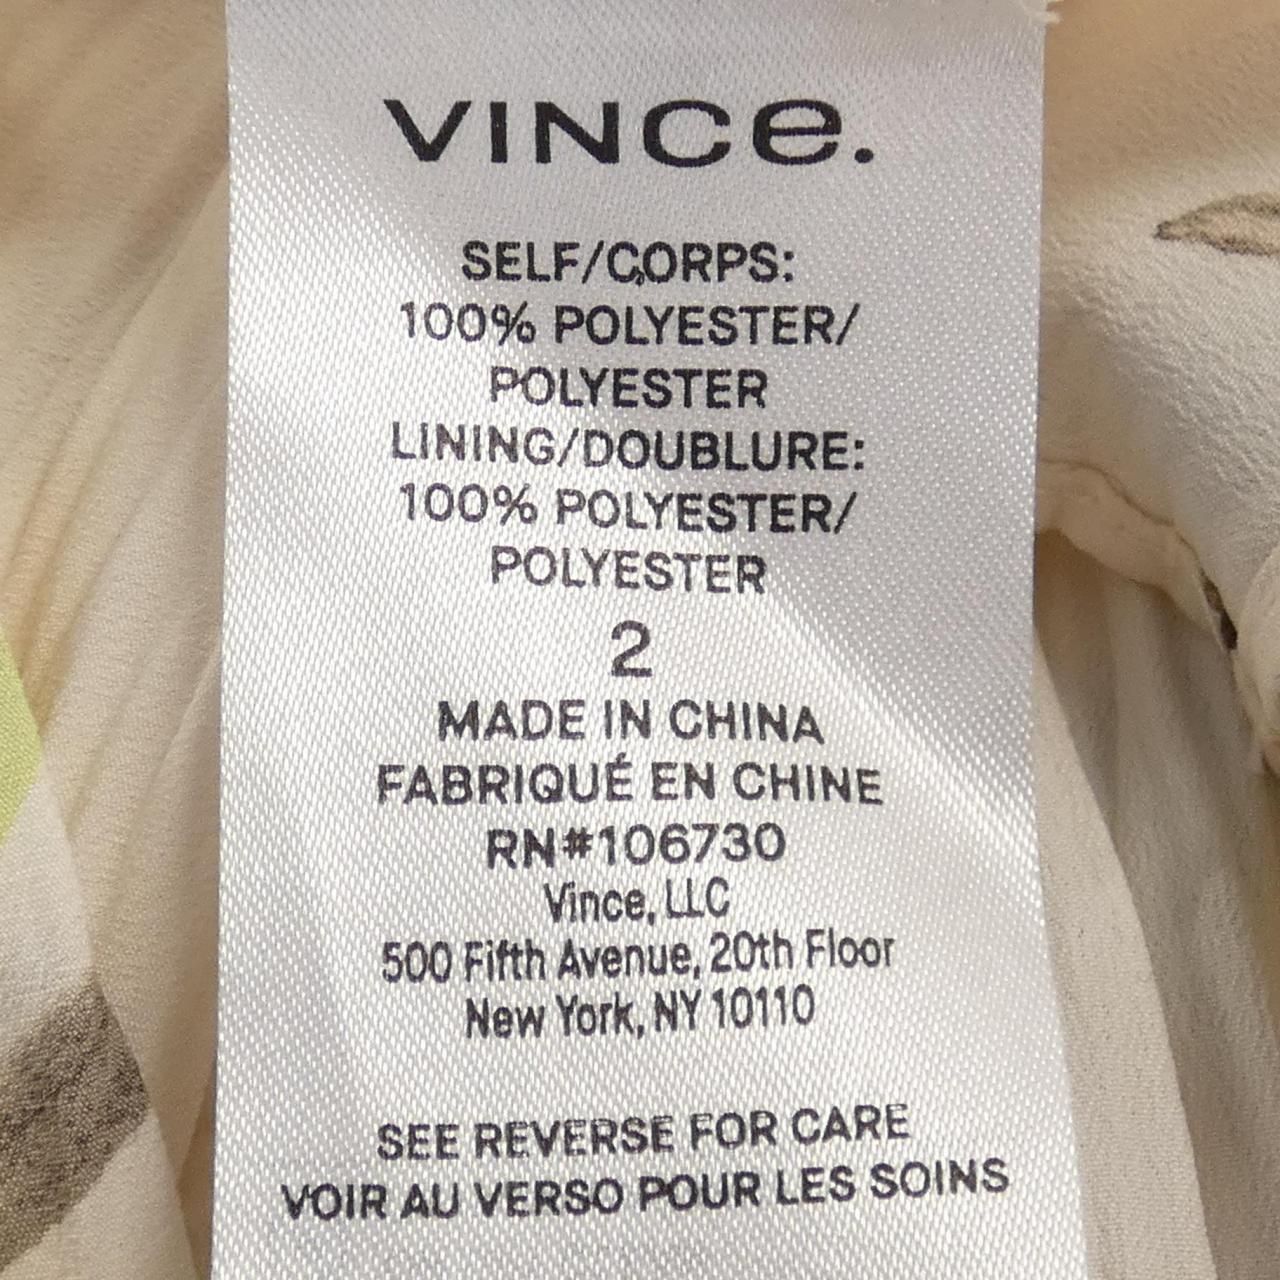 VINCe.
SELF/CORPS:
100% POLYESTER/
POLYESTER
LINING/DOUBLURE:
100% POLYESTER/
POLYESTER
2
MADE IN CHINA
FABRIQUÉ EN CHINE
RN#106730
Vince, LLC
500 Fifth Avenue, 20th Floor
New York, NY 10110
SEE REVERSE FOR CARE
VOIR AU VERSO POUR LES SOINS